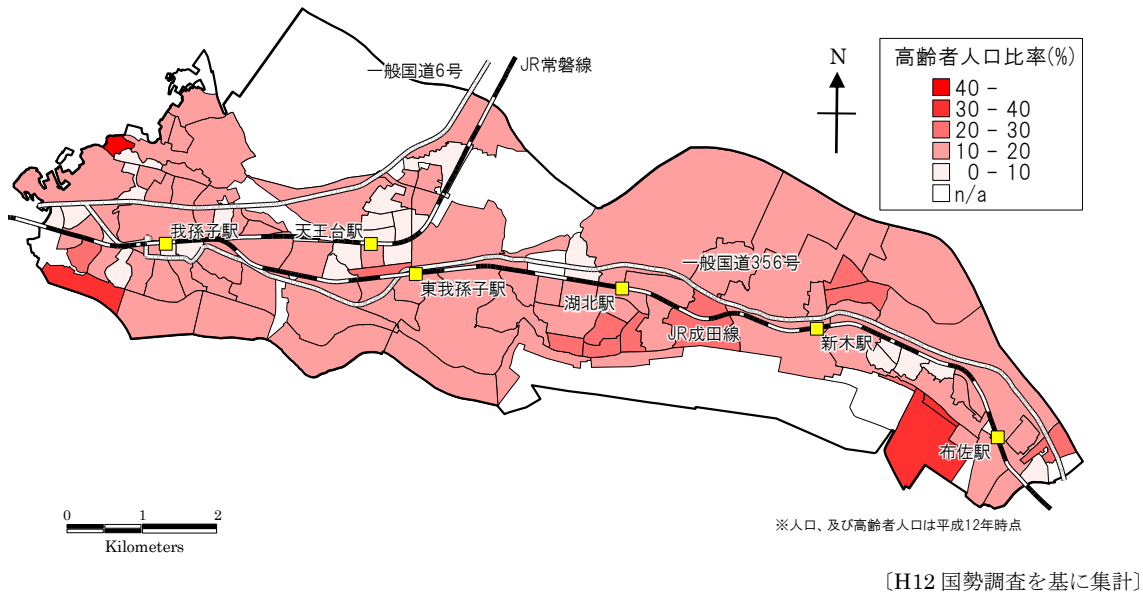 一般国道6号
JR常磐線
N
高齢者人口比率(%)
40 -
30 - 40
20 - 30
10 - 20
0 - 10
n/a
我孫子駅
天王台駅
東我孫子駅
一般国道356号
湖北駅
JR成田線
新木駅
布佐駅
0 1 2
Kilometers
※人口、及び高齢者人口は平成12年時点
〔H12 国勢調査を基に集計〕